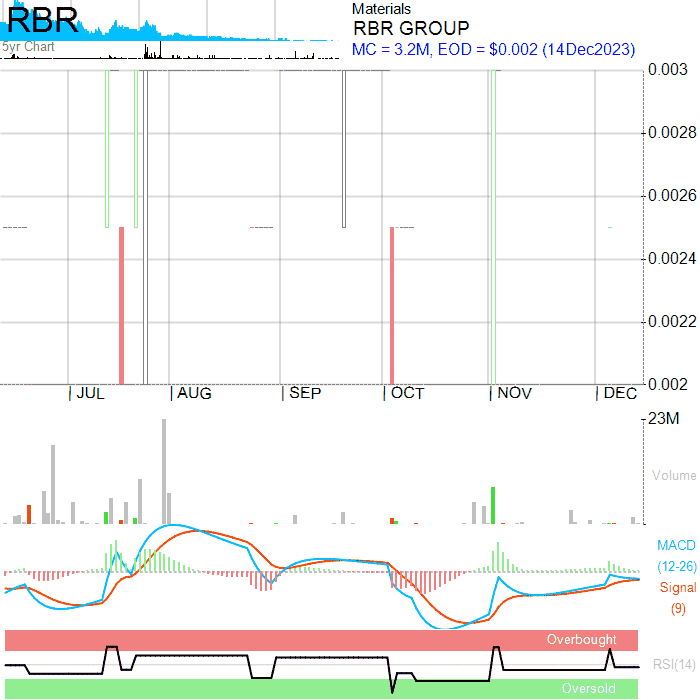 RBR
5yr Chart
Materials
RBR GROUP
MC = 3.2M, EOD = $0.002 (14Dec2023)
0.003
0.0028
0.0026
0.0024
0.0022
0.002
JUL AUG SEP OCT NOV DEC
23M
Volume
MACD
(12-26)
Signal
(9)
Overbought
RSI(14)
Oversold